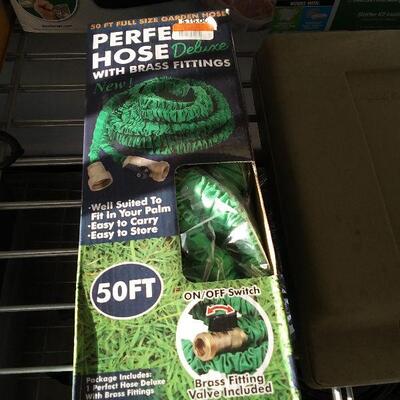 50 FT FULL SIZE GARDEN HOSE
PERFECT
HOSE Deluxe
WITH BRASS FITTINGS
New!
•Well Suited To
Fit in Your Palm
•Easy to Carry
•Easy to Store
50FT
ON/OFF Switch
Brass Fitting
Valve Included
Package Includes:
1 Perfect Hose Deluxe
With Brass Fittings